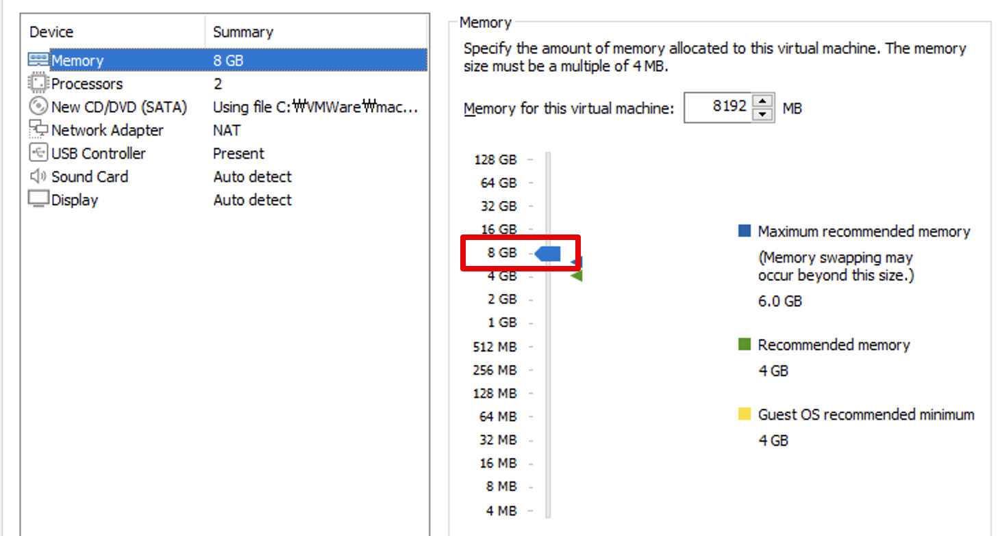 Device Summary
Memory 8 GB
Processors 2
New CD/DVD (SATA) Using file C:₩VMWare₩mac...
Network Adapter NAT
USB Controller Present
Sound Card Auto detect
Display Auto detect
Memory
Specify the amount of memory allocated to this virtual machine. The memory
size must be a multiple of 4 MB.
Memory for this virtual machine: 8192 MB
128 GB
64 GB
32 GB
16 GB
8 GB
4 GB
2 GB
1 GB
512 MB
256 MB
128 MB
64 MB
32 MB
16 MB
8 MB
4 MB
Maximum recommended memory
(Memory swapping may
occur beyond this size.)
6.0 GB
Recommended memory
4 GB
Guest OS recommended minimum
4 GB